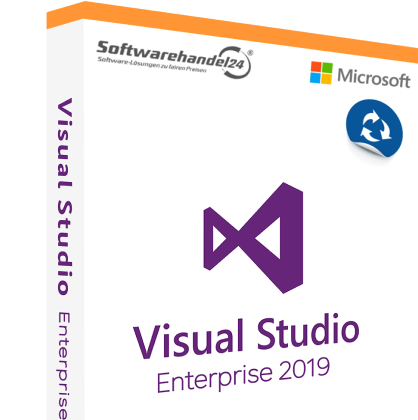 Softwarehandel24®
Software-Lösungen zu fairen Preisen
Microsoft
Visual Studio
Enterprise 2019
Visual Studio Enterprise